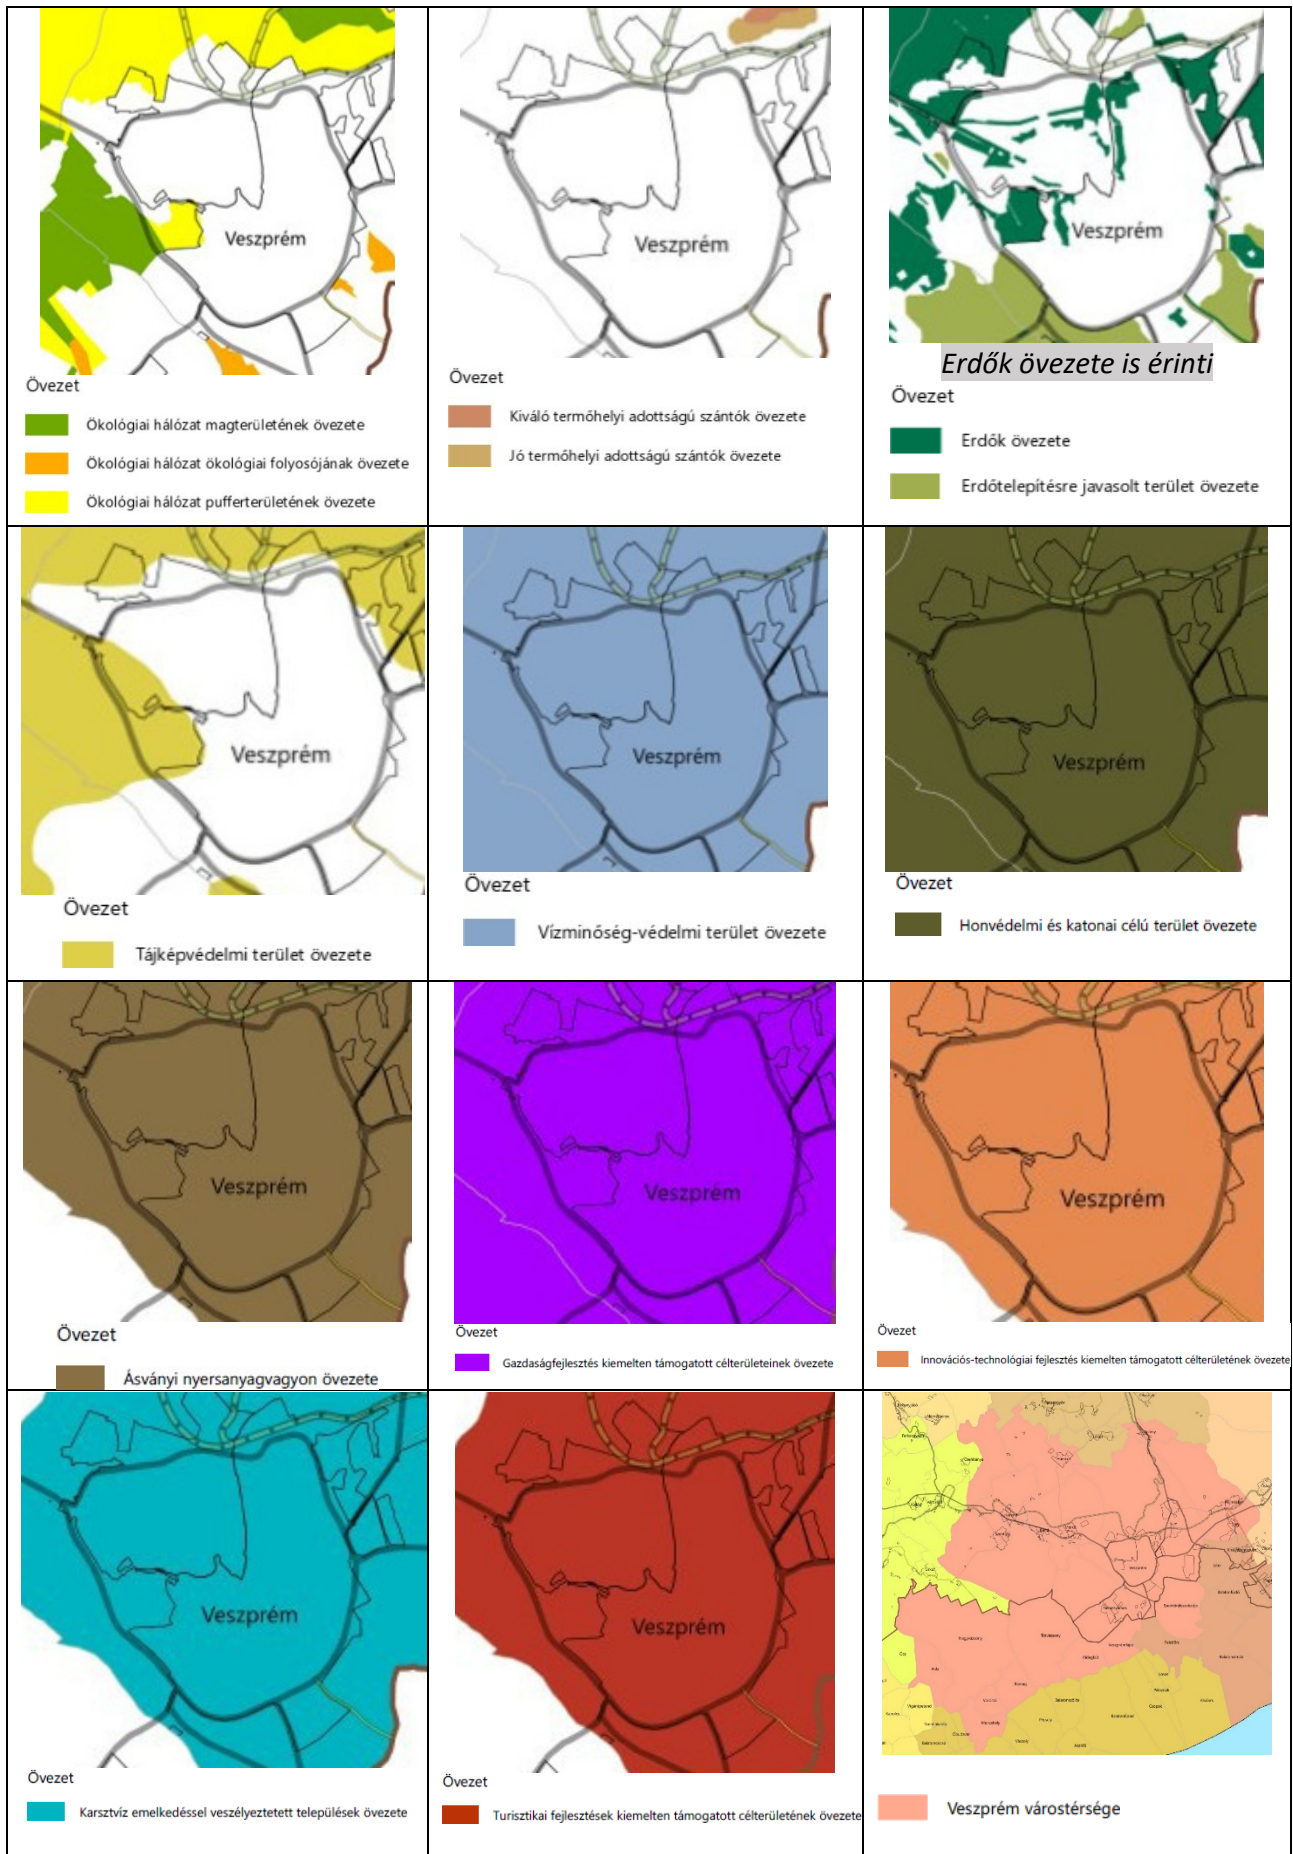 Veszprém
Övezet
Ökológiai hálózat magterületének övezete
Ökológiai hálózat ökológiai folyosójának övezete
Ökológiai hálózat pufferterületének övezete
Veszprém
Övezet
Kiváló termőhelyi adottságú szántók övezete
Jó termőhelyi adottságú szántók övezete
Veszprém
Erdők övezete is érinti
Övezet
Erdők övezete
Erdőtelepítésre javasolt terület övezete
Veszprém
Övezet
Tájképvédelmi terület övezete
Veszprém
Övezet
Vízminőség-védelmi terület övezete
Veszprém
Övezet
Honvédelmi és katonai célú terület övezete
Veszprém
Övezet
Ásványi nyersanyagvagyon övezete
Veszprém
Övezet
Gazdaságfejlesztés kiemelten támogatott célterületeinek övezete
Veszprém
Övezet
Innovációs-technológiai fejlesztés kiemelten támogatott célterületének övezete
Veszprém
Övezet
Karsztvíz emelkedéssel veszélyeztetett települések övezete
Veszprém
Övezet
Turisztikai fejlesztések kiemelten támogatott célterületének övezete
Veszprém várostérsége